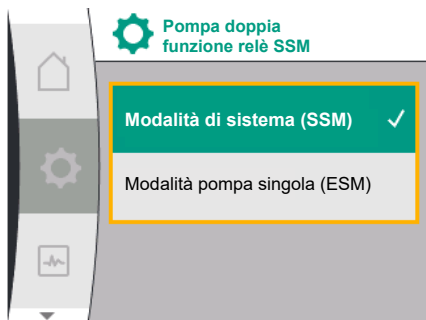 Pompa doppia
funzione relè SSM
Modalità di sistema (SSM)
Modalità pompa singola (ESM)